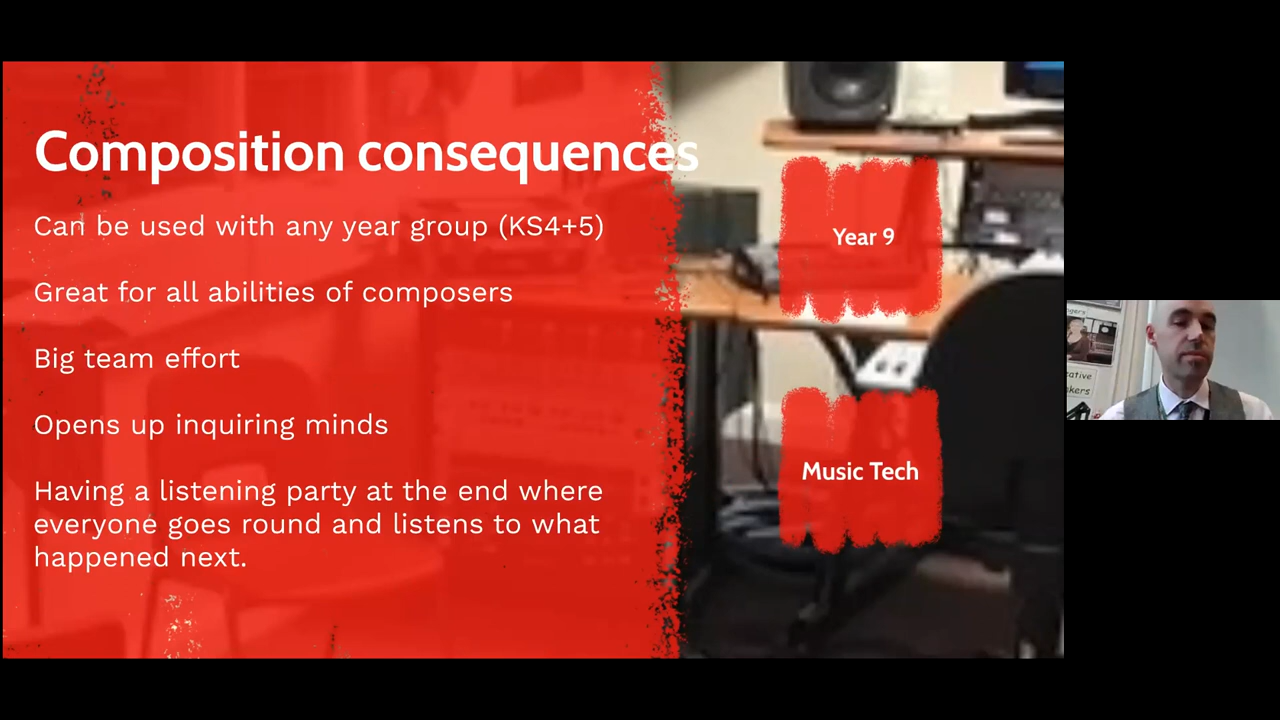 Composition consequences
Can be used with any year group (KS4+5)
Great for all abilities of composers
Big team effort
Opens up inquiring minds
Having a listening party at the end where
everyone goes round and listens to what
happened next.
Year 9
Music Tech